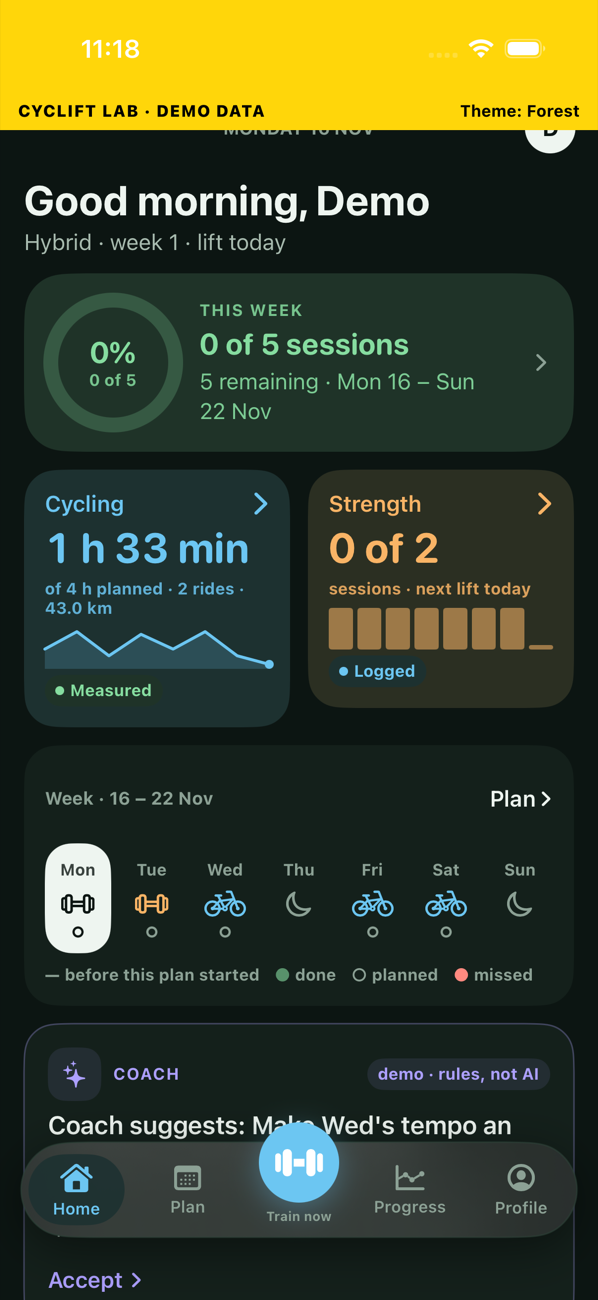 11:18
CYCLIFT LAB · DEMO DATA
Theme: Forest
MONDAY 16 NOV
D
Good morning, Demo
Hybrid · week 1 · lift today
0%
0 of 5
THIS WEEK
0 of 5 sessions
5 remaining · Mon 16 – Sun
22 Nov
Cycling
1 h 33 min
of 4 h planned · 2 rides ·
43.0 km
Measured
Strength
0 of 2
sessions · next lift today
Logged
Week · 16 – 22 Nov
Plan
Mon Tue Wed Thu Fri Sat Sun
— before this plan started done planned missed
COACH
demo · rules, not AI
Coach suggests: Make Wed's tempo an
Home
Plan
Train now
Progress
Profile
Accept